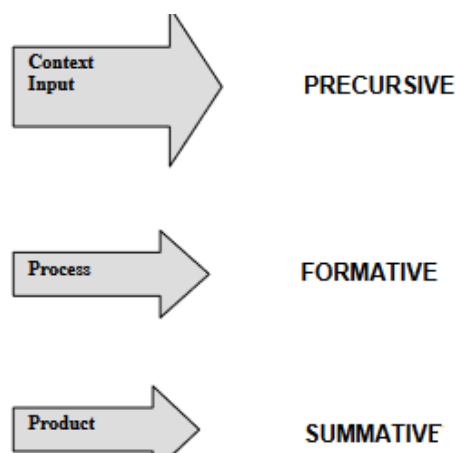 Context
Input
PRECURSIVE
Process
FORMATIVE
Product
SUMMATIVE